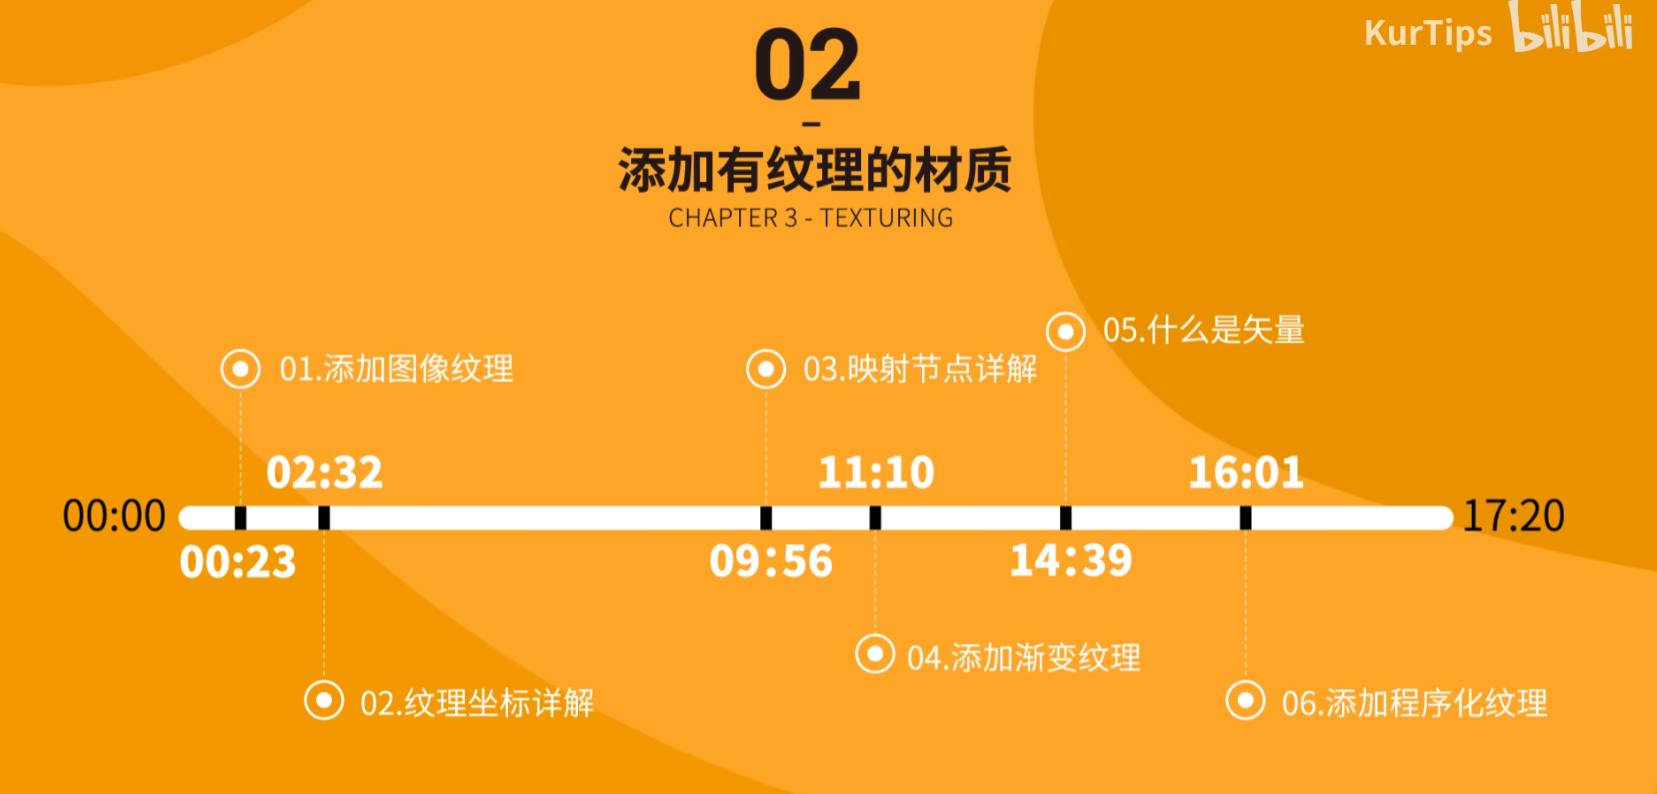 KurTips bilibili
02
–
添加有纹理的材质
CHAPTER 3 - TEXTURING
05.什么是矢量
01.添加图像纹理
03.映射节点详解
02:32
11:10
16:01
00:00
17:20
00:23
09:56
14:39
04.添加渐变纹理
02.纹理坐标详解
06.添加程序化纹理